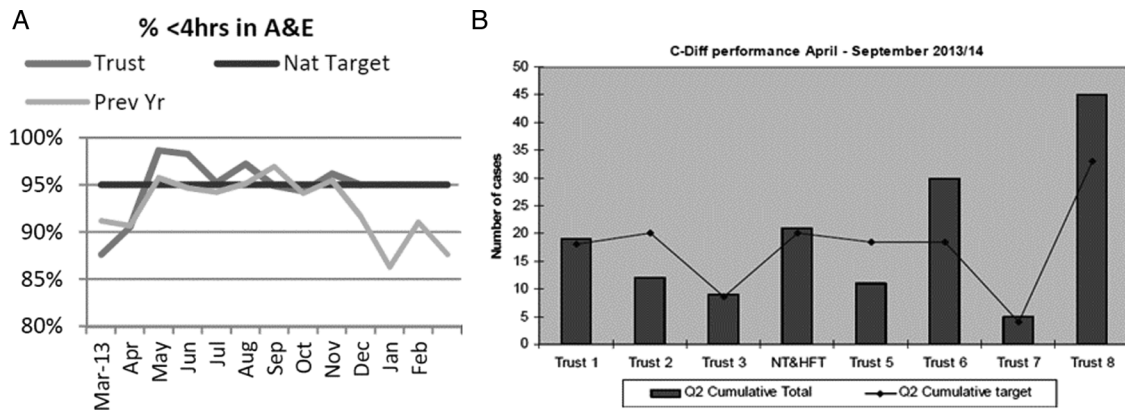 A
% <4hrs in A&E
Trust
Nat Target
Prev Yr
100%
95%
90%
85%
80%
Mar-13
Apr
May
Jun
Jul
Aug
Sep
Oct
Nov
Dec
Jan
Feb
B
C-Diff performance April - September 2013/14
Number of cases
50
45
40
35
30
25
20
15
10
5
0
Trust 1
Trust 2
Trust 3
NT&HFT
Trust 5
Trust 6
Trust 7
Trust 8
Q2 Cumulative Total
Q2 Cumulative target